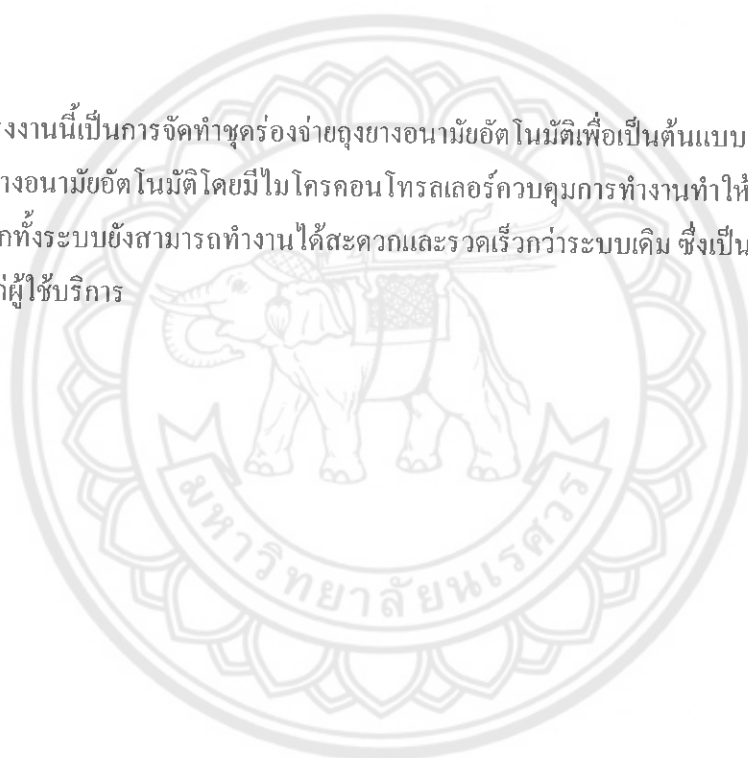 รงงานนี้เป็นการจัดทำชุดร่องจ่ายถุงยางอนามัยอัตโนมัติเพื่อเป็นต้นแบบ
างอนามัยอัตโนมัติโดยมีไมโครคอนโทรลเลอร์ควบคุมการทำงานทำให้
กทั้งระบบยังสามารถทำงานได้สะดวกและรวดเร็วกว่าระบบเดิม ซึ่งเป็น
ก่ผู้ใช้บริการ
มหาวิทยาลัยนเรศวร